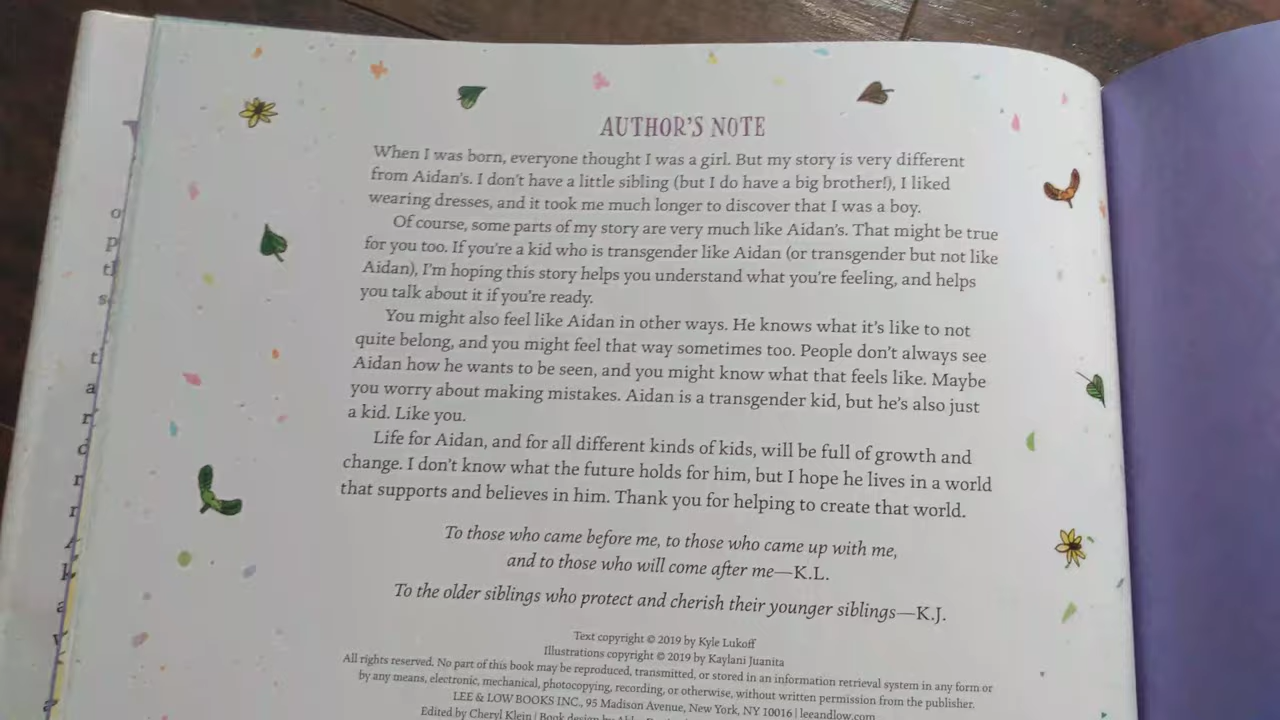 AUTHOR'S NOTE
When I was born, everyone thought I was a girl. But my story is very different
from Aidan's. I don't have a little sibling (but I do have a big brother!), I liked
wearing dresses, and it took me much longer to discover that I was a boy.
Of course, some parts of my story are very much like Aidan's. That might be true
for you too. If you're a kid who is transgender like Aidan (or transgender but not like
Aidan), I'm hoping this story helps you understand what you're feeling, and helps
you talk about it if you're ready.
You might also feel like Aidan in other ways. He knows what it's like to not
quite belong, and you might feel that way sometimes too. People don't always see
Aidan how he wants to be seen, and you might know what that feels like. Maybe
you worry about making mistakes. Aidan is a transgender kid, but he's also just
a kid. Like you.
Life for Aidan, and for all different kinds of kids, will be full of growth and
change. I don't know what the future holds for him, but I hope he lives in a world
that supports and believes in him. Thank you for helping to create that world.
To those who came before me, to those who came up with me,
and to those who will come after me—K.L.
To the older siblings who protect and cherish their younger siblings—K.J.
Text copyright © 2019 by Kyle Lukoff
Illustrations copyright © 2019 by Kaylani Juanita
All rights reserved. No part of this book may be reproduced, transmitted, or stored in an information retrieval system in any form or
by any means, electronic, mechanical, photocopying, recording, or otherwise, without written permission from the publisher.
LEE & LOW BOOKS INC., 95 Madison Avenue, New York, NY 10016 | leeandlow.com
Edited by Cheryl Klein | Book design by